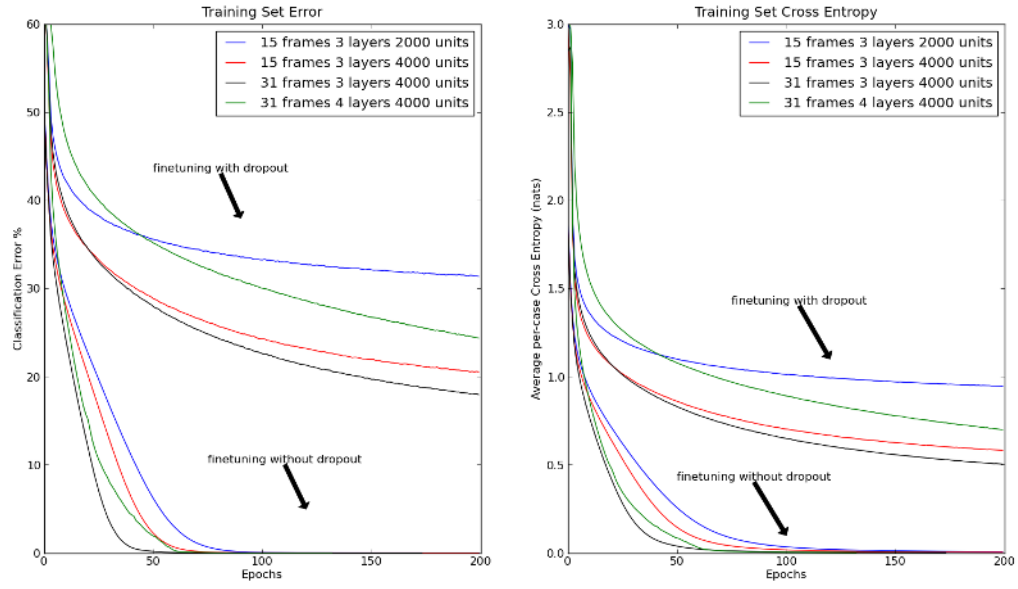 Training Set Error
60
50
40
30
20
10
0
Classification Error %
15 frames 3 layers 2000 units
15 frames 3 layers 4000 units
31 frames 3 layers 4000 units
31 frames 4 layers 4000 units
finetuning with dropout
finetuning without dropout
0
50
100
150
200
Epochs
Training Set Cross Entropy
3.0
2.5
2.0
1.5
1.0
0.5
0.0
Average per-case Cross Entropy (nats)
15 frames 3 layers 2000 units
15 frames 3 layers 4000 units
31 frames 3 layers 4000 units
31 frames 4 layers 4000 units
finetuning with dropout
finetuning without dropout
0
50
100
150
200
Epochs